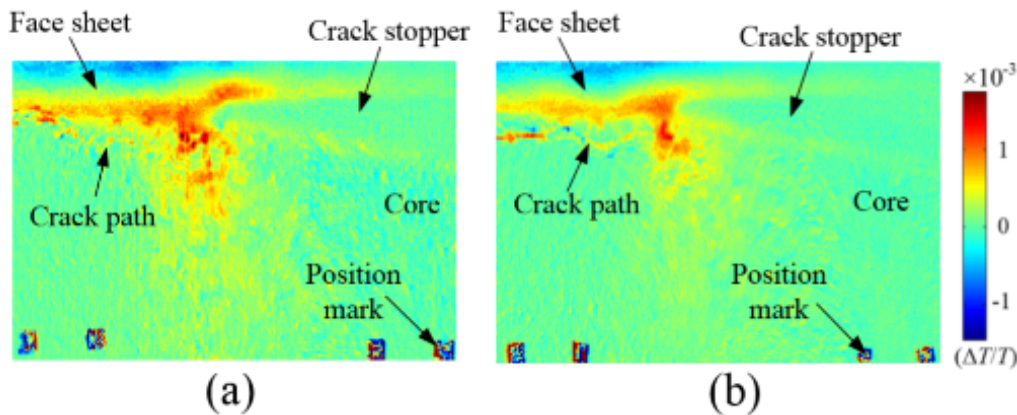 Face sheet
Crack stopper
Crack path
Core
Position
mark
(a)
Face sheet
Crack stopper
Crack path
Core
Position
mark
(b)
×10⁻³
1
0
-1
(ΔT/T)